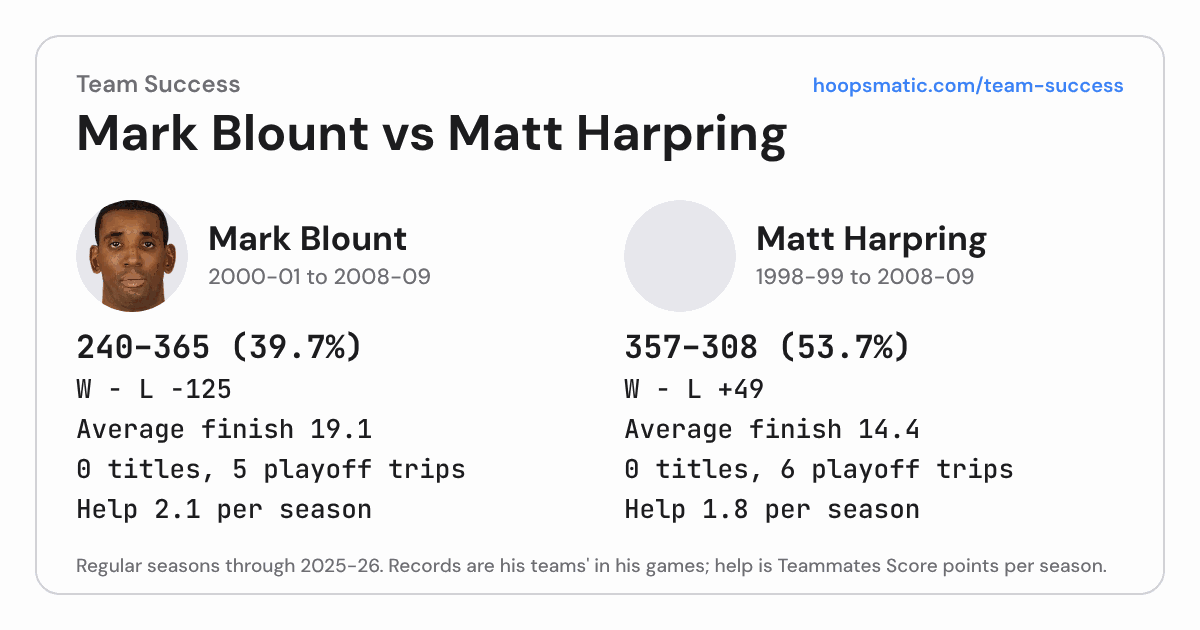 Team Success
hoopsmatic.com/team-success
Mark Blount vs Matt Harpring
Mark Blount
2000-01 to 2008-09
240-365 (39.7%)
W - L -125
Average finish 19.1
0 titles, 5 playoff trips
Help 2.1 per season
Matt Harpring
1998-99 to 2008-09
357-308 (53.7%)
W - L +49
Average finish 14.4
0 titles, 6 playoff trips
Help 1.8 per season
Regular seasons through 2025-26. Records are his teams' in his games; help is Teammates Score points per season.